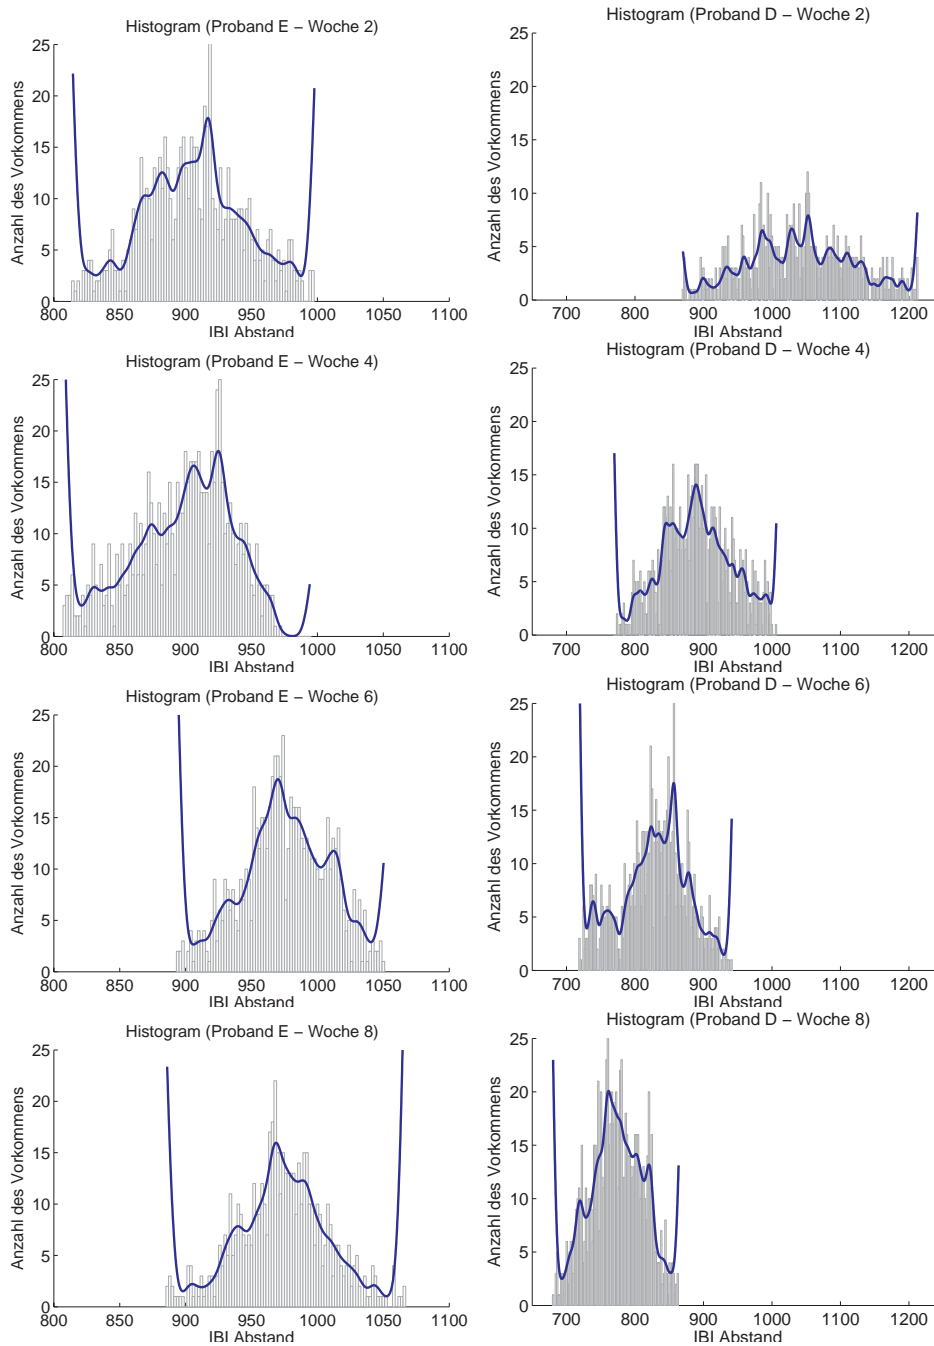 Histogram (Proband E − Woche 2)
Anzahl des Vorkommens
25
20
15
10
5
0
800 850 900 950 1000 1050 1100
IBI Abstand
Histogram (Proband D − Woche 2)
Anzahl des Vorkommens
25
20
15
10
5
0
700 800 900 1000 1100 1200
IBI Abstand
Histogram (Proband E − Woche 4)
Anzahl des Vorkommens
25
20
15
10
5
0
800 850 900 950 1000 1050 1100
IBI Abstand
Histogram (Proband D − Woche 4)
Anzahl des Vorkommens
25
20
15
10
5
0
700 800 900 1000 1100 1200
IBI Abstand
Histogram (Proband E − Woche 6)
Anzahl des Vorkommens
25
20
15
10
5
0
800 850 900 950 1000 1050 1100
IBI Abstand
Histogram (Proband D − Woche 6)
Anzahl des Vorkommens
25
20
15
10
5
0
700 800 900 1000 1100 1200
IBI Abstand
Histogram (Proband E − Woche 8)
Anzahl des Vorkommens
25
20
15
10
5
0
800 850 900 950 1000 1050 1100
IBI Abstand
Histogram (Proband D − Woche 8)
Anzahl des Vorkommens
25
20
15
10
5
0
700 800 900 1000 1100 1200
IBI Abstand